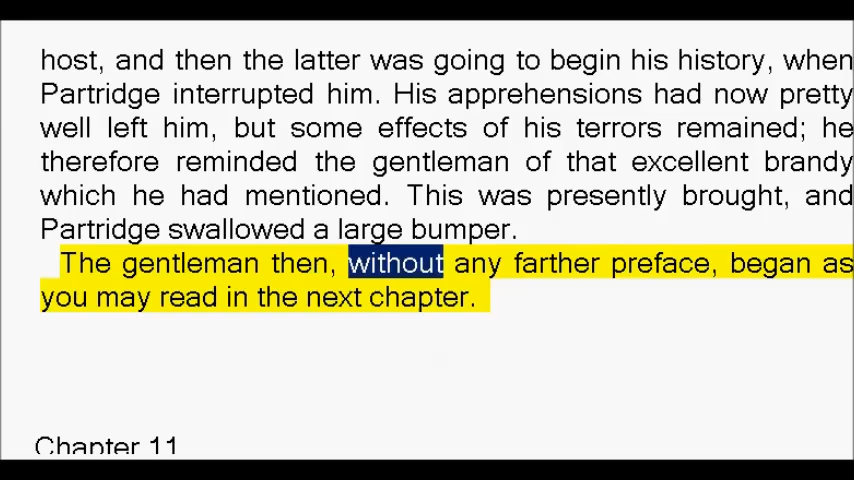 host, and then the latter was going to begin his history, when
Partridge interrupted him. His apprehensions had now pretty
well left him, but some effects of his terrors remained; he
therefore reminded the gentleman of that excellent brandy
which he had mentioned. This was presently brought, and
Partridge swallowed a large bumper.
The gentleman then, without any farther preface, began as
you may read in the next chapter.
Chapter 11